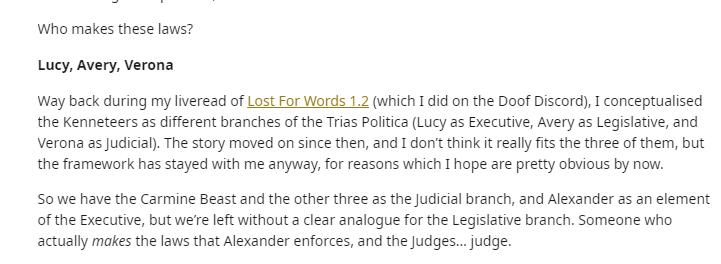 Who makes these laws?
Lucy, Avery, Verona
Way back during my liveread of Lost For Words 1.2 (which I did on the Doof Discord), I conceptualised
the Kenneteers as different branches of the Trias Politica (Lucy as Executive, Avery as Legislative, and
Verona as Judicial). The story moved on since then, and I don't think it really fits the three of them, but
the framework has stayed with me anyway, for reasons which I hope are pretty obvious by now.
So we have the Carmine Beast and the other three as the Judicial branch, and Alexander as an element
of the Executive, but we're left without a clear analogue for the Legislative branch. Someone who
actually makes the laws that Alexander enforces, and the Judges... judge.